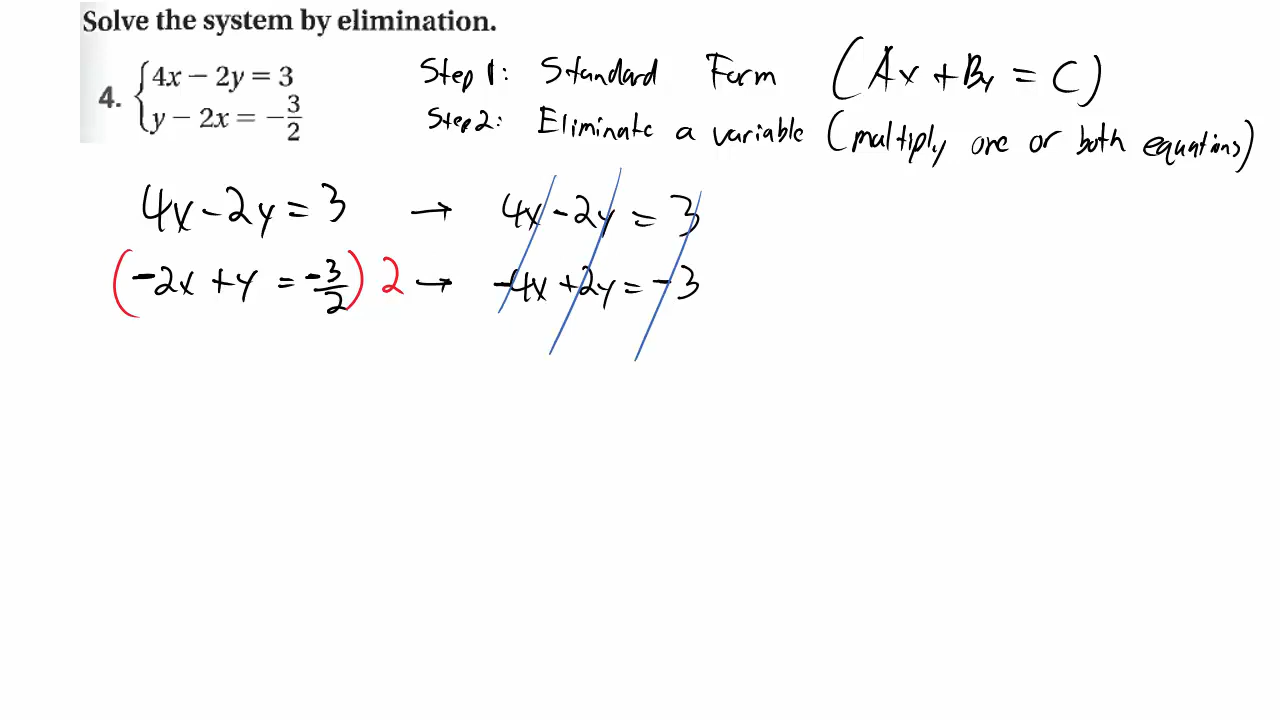 Solve the system by elimination.
4. { 4x − 2y = 3
y − 2x = −3/2
Step 1: Standard Form (Ax + By = C)
Step 2: Eliminate a variable (multiply one or both equations)
4x − 2y = 3 → 4x − 2y = 3
(−2x + y = −3/2) 2 → −4x + 2y = −3